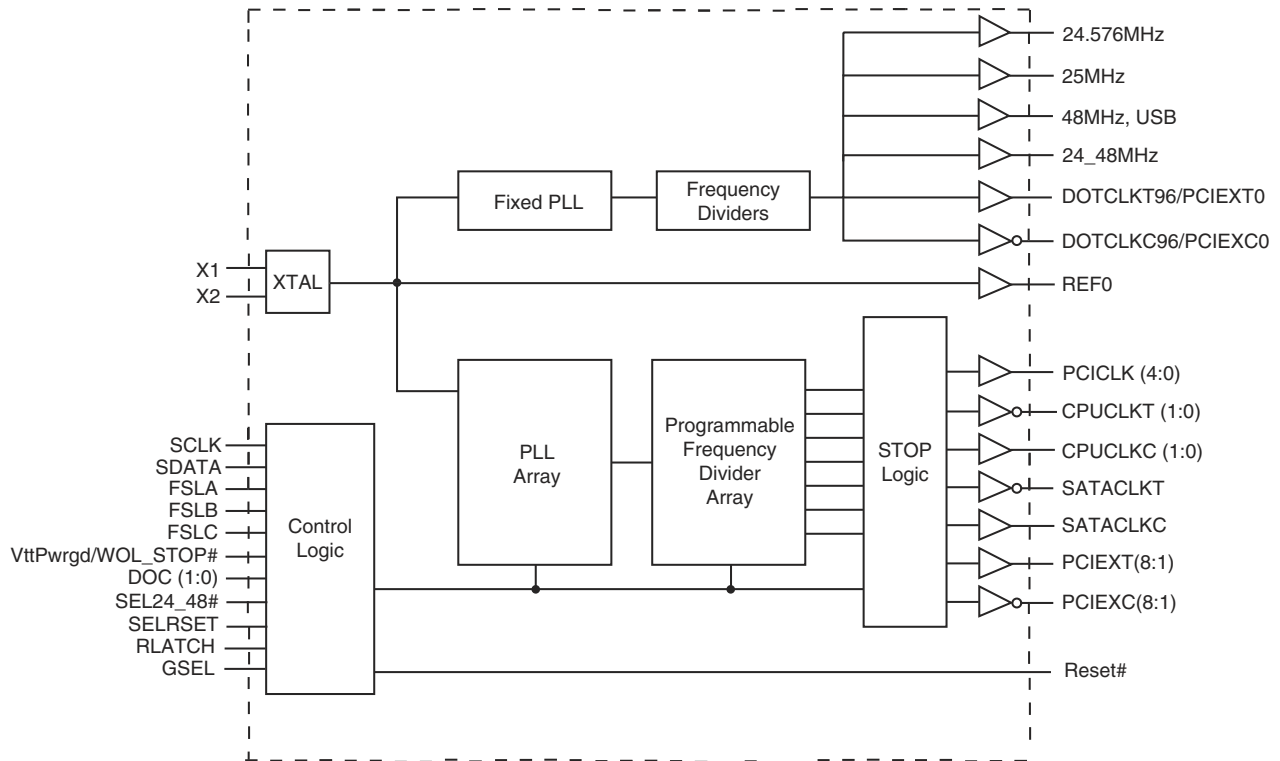 24.576MHz
25MHz
48MHz, USB
24_48MHz
Fixed PLL
Frequency
Dividers
DOTCLKT96/PCIEXT0
DOTCLKC96/PCIEXC0
X1
X2
XTAL
REF0
PLL
Array
Programmable
Frequency
Divider
Array
STOP
Logic
PCICLK (4:0)
CPUCLKT (1:0)
CPUCLKC (1:0)
SATACLKT
SATACLKC
PCIEXT(8:1)
PCIEXC(8:1)
SCLK
SDATA
FSLA
FSLB
FSLC
VttPwrgd/WOL_STOP#
DOC (1:0)
SEL24_48#
SELRSET
RLATCH
GSEL
Control
Logic
Reset#